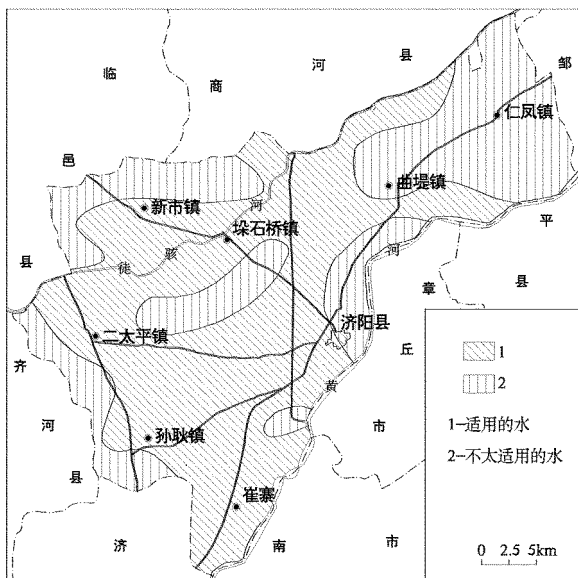 临
商
河
县
邹
仁凤镇
邑
曲堤镇
新市镇
河
平
垛石桥镇
河
骇
县
徒
章
县
济阳县
二太平镇
丘
齐
黄
1
2
河
市
1-适用的水
孙耿镇
2-不太适用的水
县
崔寨
济
南
市
0 2.5 5km